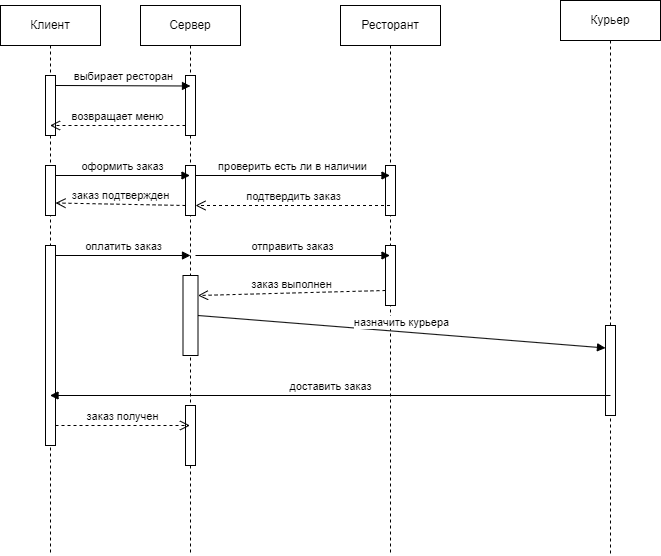 Клиент
Сервер
Ресторант
Курьер
выбирает ресторан
возвращает меню
оформить заказ
проверить есть ли в наличии
заказ подтвержден
подтвердить заказ
оплатить заказ
отправить заказ
заказ выполнен
назначить курьера
доставить заказ
заказ получен